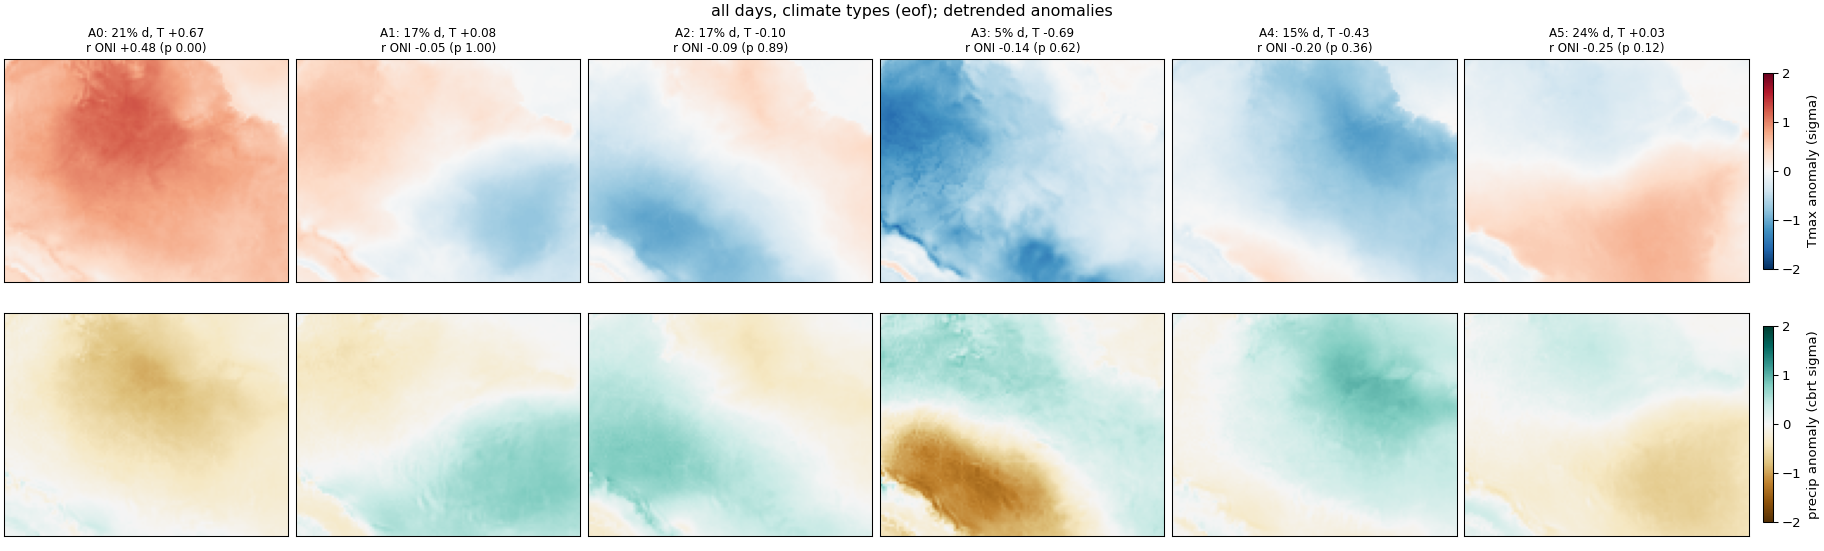 all days, climate types (eof); detrended anomalies
A0: 21% d, T +0.67
r ONI +0.48 (p 0.00)
A1: 17% d, T +0.08
r ONI -0.05 (p 1.00)
A2: 17% d, T -0.10
r ONI -0.09 (p 0.89)
A3: 5% d, T -0.69
r ONI -0.14 (p 0.62)
A4: 15% d, T -0.43
r ONI -0.20 (p 0.36)
A5: 24% d, T +0.03
r ONI -0.25 (p 0.12)
2
1
0
−1
−2
Tmax anomaly (sigma)
2
1
0
−1
−2
precip anomaly (cbrt sigma)